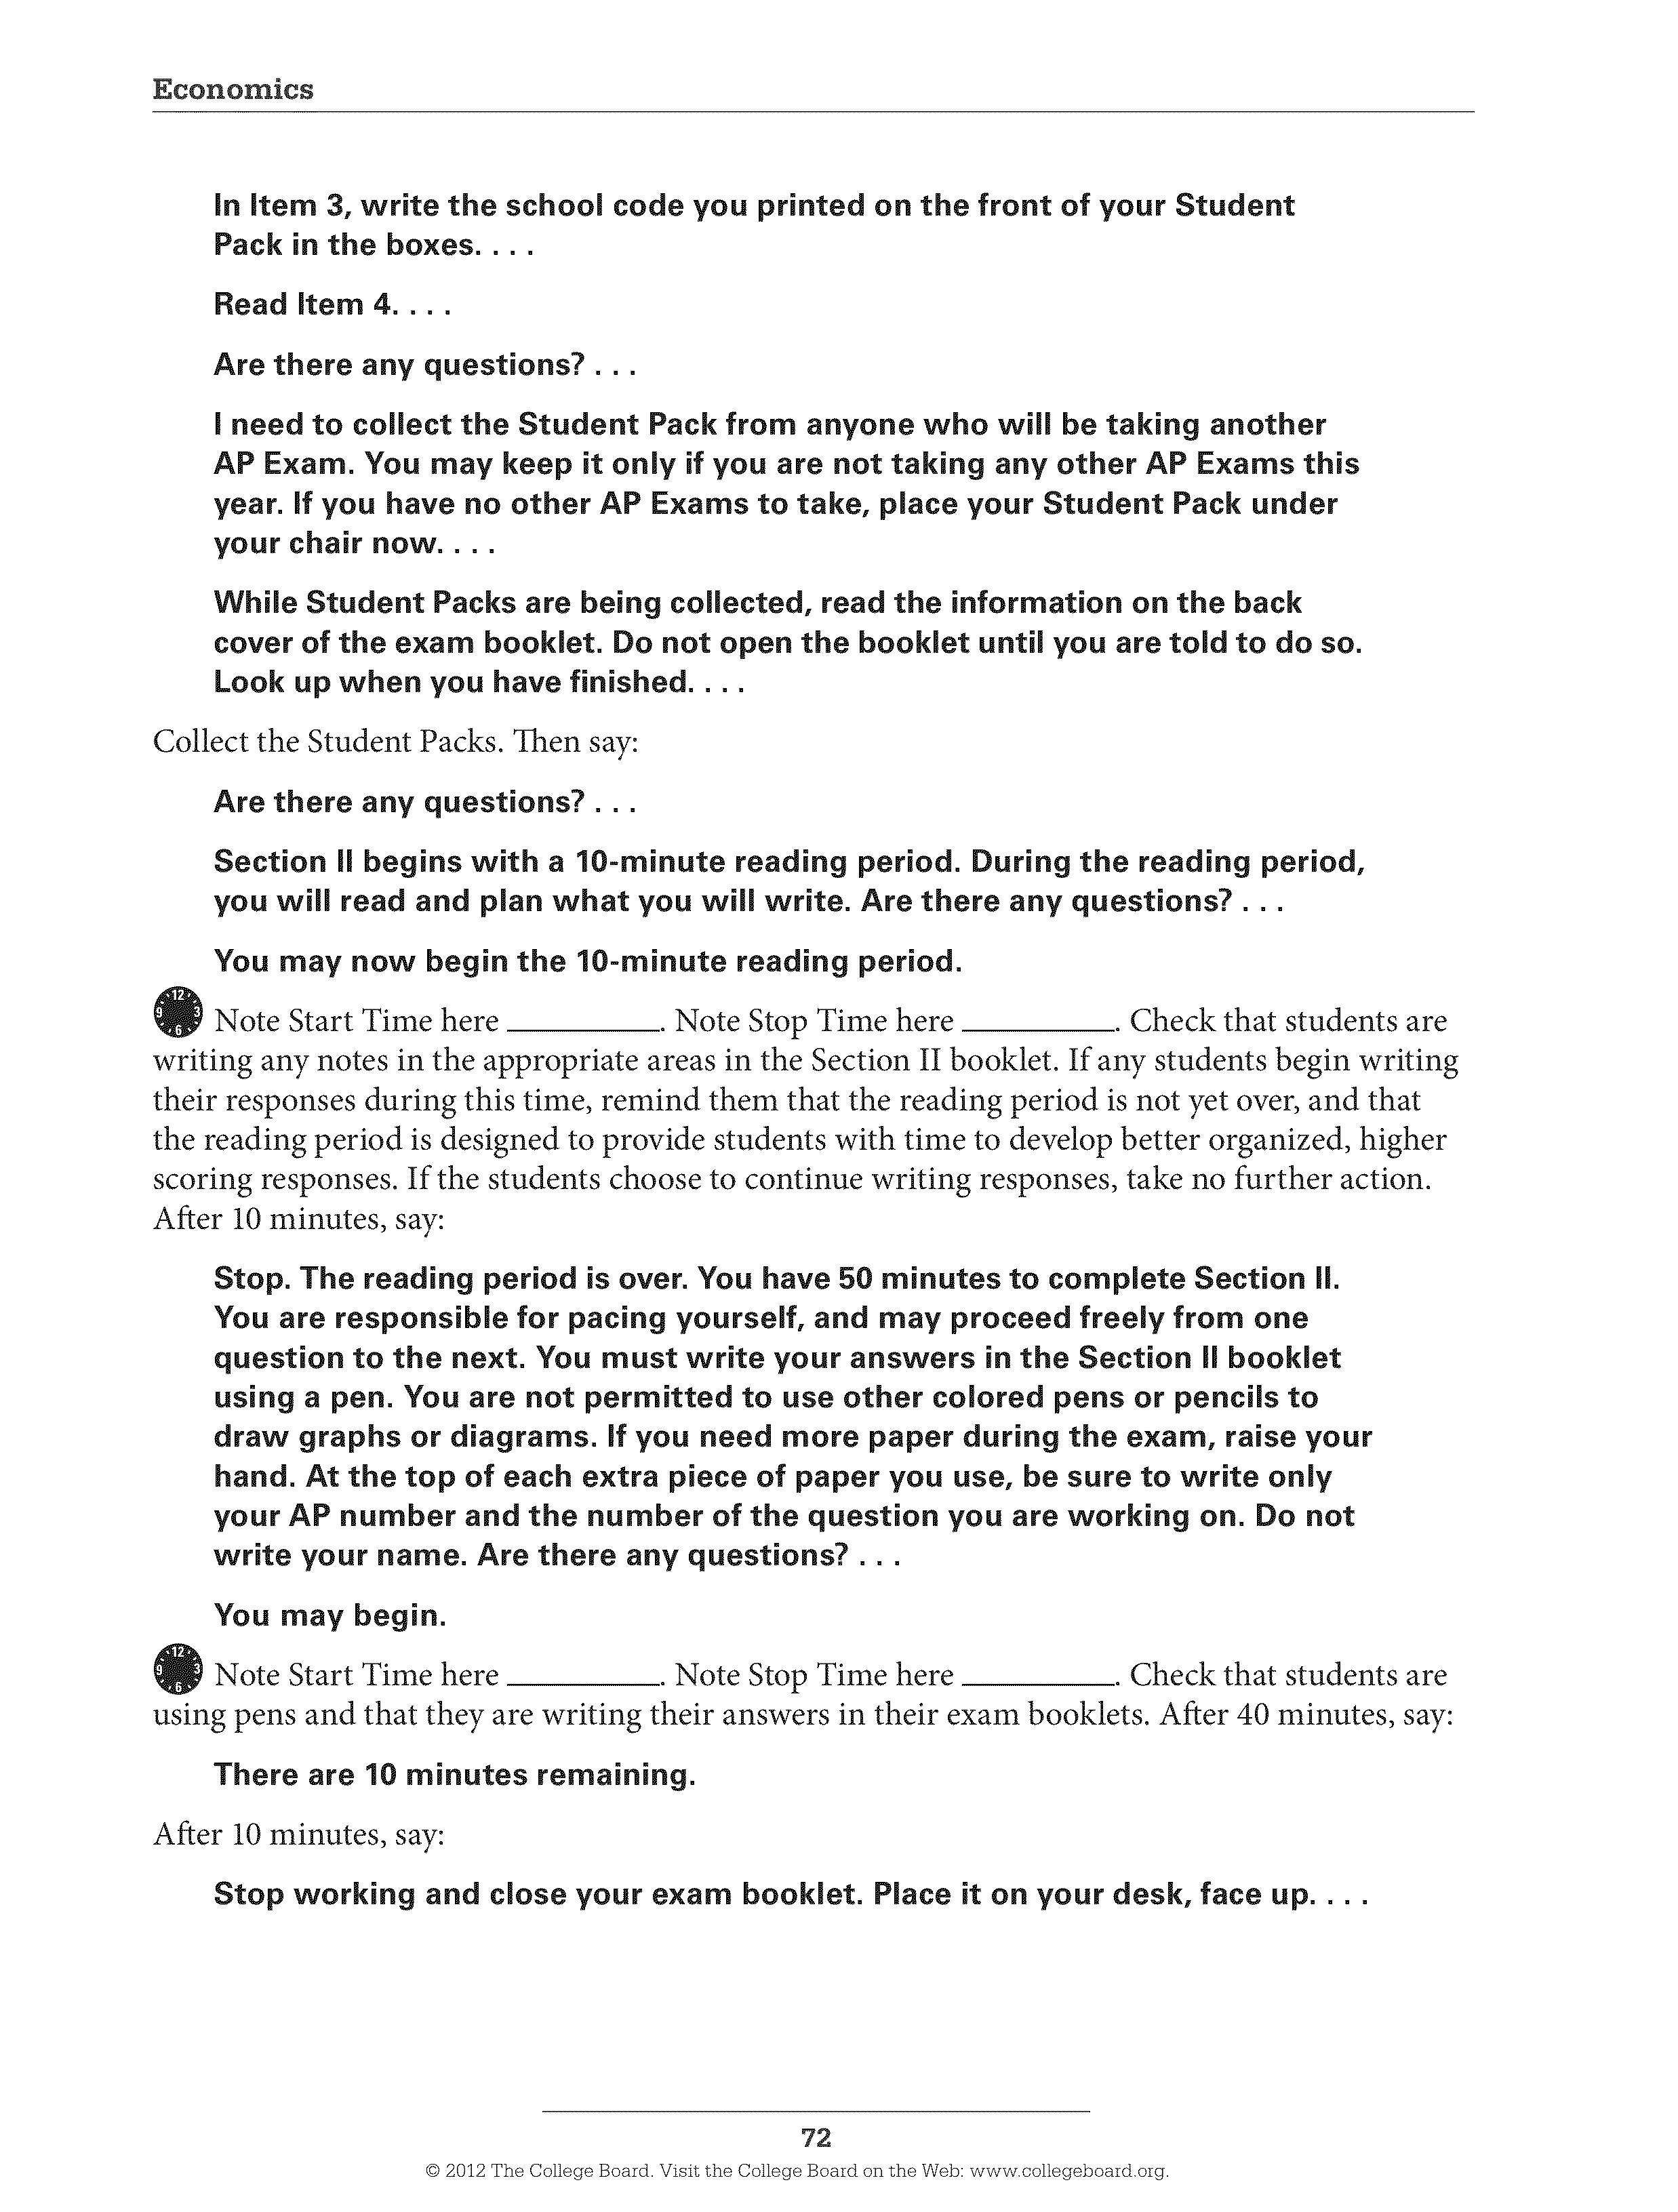 Economics
In Item 3, write the school code you printed on the front of your Student
Pack in the boxes. . . .
Read Item 4. . . .
Are there any questions? . . .
I need to collect the Student Pack from anyone who will be taking another
AP Exam. You may keep it only if you are not taking any other AP Exams this
year. If you have no other AP Exams to take, place your Student Pack under
your chair now. . . .
While Student Packs are being collected, read the information on the back
cover of the exam booklet. Do not open the booklet until you are told to do so.
Look up when you have finished. . . .
Collect the Student Packs. Then say:
Are there any questions? . . .
Section II begins with a 10-minute reading period. During the reading period,
you will read and plan what you will write. Are there any questions? . . .
You may now begin the 10-minute reading period.
12 3 6 9
Note Start Time here __________. Note Stop Time here __________. Check that students are
writing any notes in the appropriate areas in the Section II booklet. If any students begin writing
their responses during this time, remind them that the reading period is not yet over, and that
the reading period is designed to provide students with time to develop better organized, higher
scoring responses. If the students choose to continue writing responses, take no further action.
After 10 minutes, say:
Stop. The reading period is over. You have 50 minutes to complete Section II.
You are responsible for pacing yourself, and may proceed freely from one
question to the next. You must write your answers in the Section II booklet
using a pen. You are not permitted to use other colored pens or pencils to
draw graphs or diagrams. If you need more paper during the exam, raise your
hand. At the top of each extra piece of paper you use, be sure to write only
your AP number and the number of the question you are working on. Do not
write your name. Are there any questions? . . .
You may begin.
12 3 6 9
Note Start Time here __________. Note Stop Time here __________. Check that students are
using pens and that they are writing their answers in their exam booklets. After 40 minutes, say:
There are 10 minutes remaining.
After 10 minutes, say:
Stop working and close your exam booklet. Place it on your desk, face up. . . .
72
© 2012 The College Board. Visit the College Board on the Web: www.collegeboard.org.